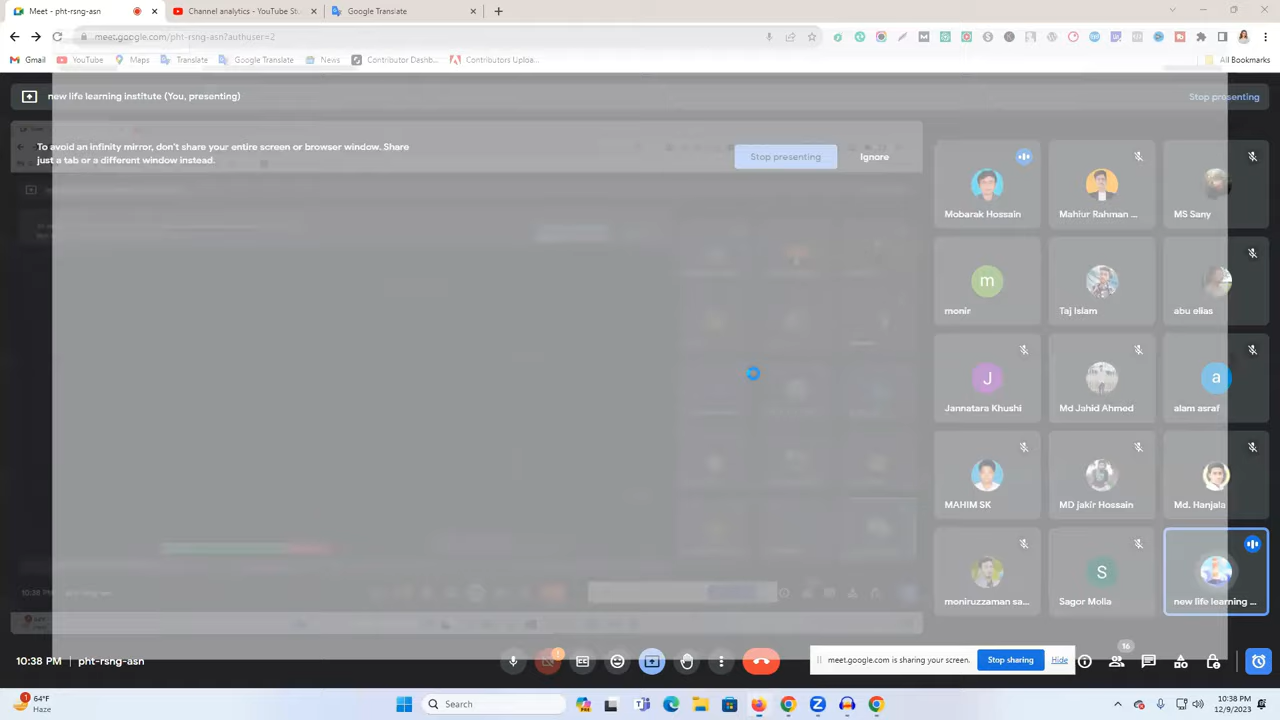 Meet - pht-rsng-asn
Channel analytics - YouTube St
Google Translate
meet.google.com/pht-rsng-asn?authuser=2
Gmail
YouTube
Maps
Translate
Google Translate
News
Contributor Dashb...
Contributors Uploa...
All Bookmarks
new life learning institute (You, presenting)
Stop presenting
To avoid an infinity mirror, don't share your entire screen or browser window. Share
just a tab or a different window instead.
Stop presenting
Ignore
Mobarak Hossain
Mahiur Rahman ...
MS Sany
m
monir
Taj Islam
abu elias
J
Jannatara Khushi
Md Jahid Ahmed
a
alam asraf
MAHIM SK
MD jakir Hossain
Md. Hanjala
moniruzzaman sa...
S
Sagor Molla
new life learning ...
10:38 PM | pht-rsng-asn
meet.google.com is sharing your screen.
Stop sharing
Hide
16
1
64°F
Haze
Search
10:38 PM
12/9/2023